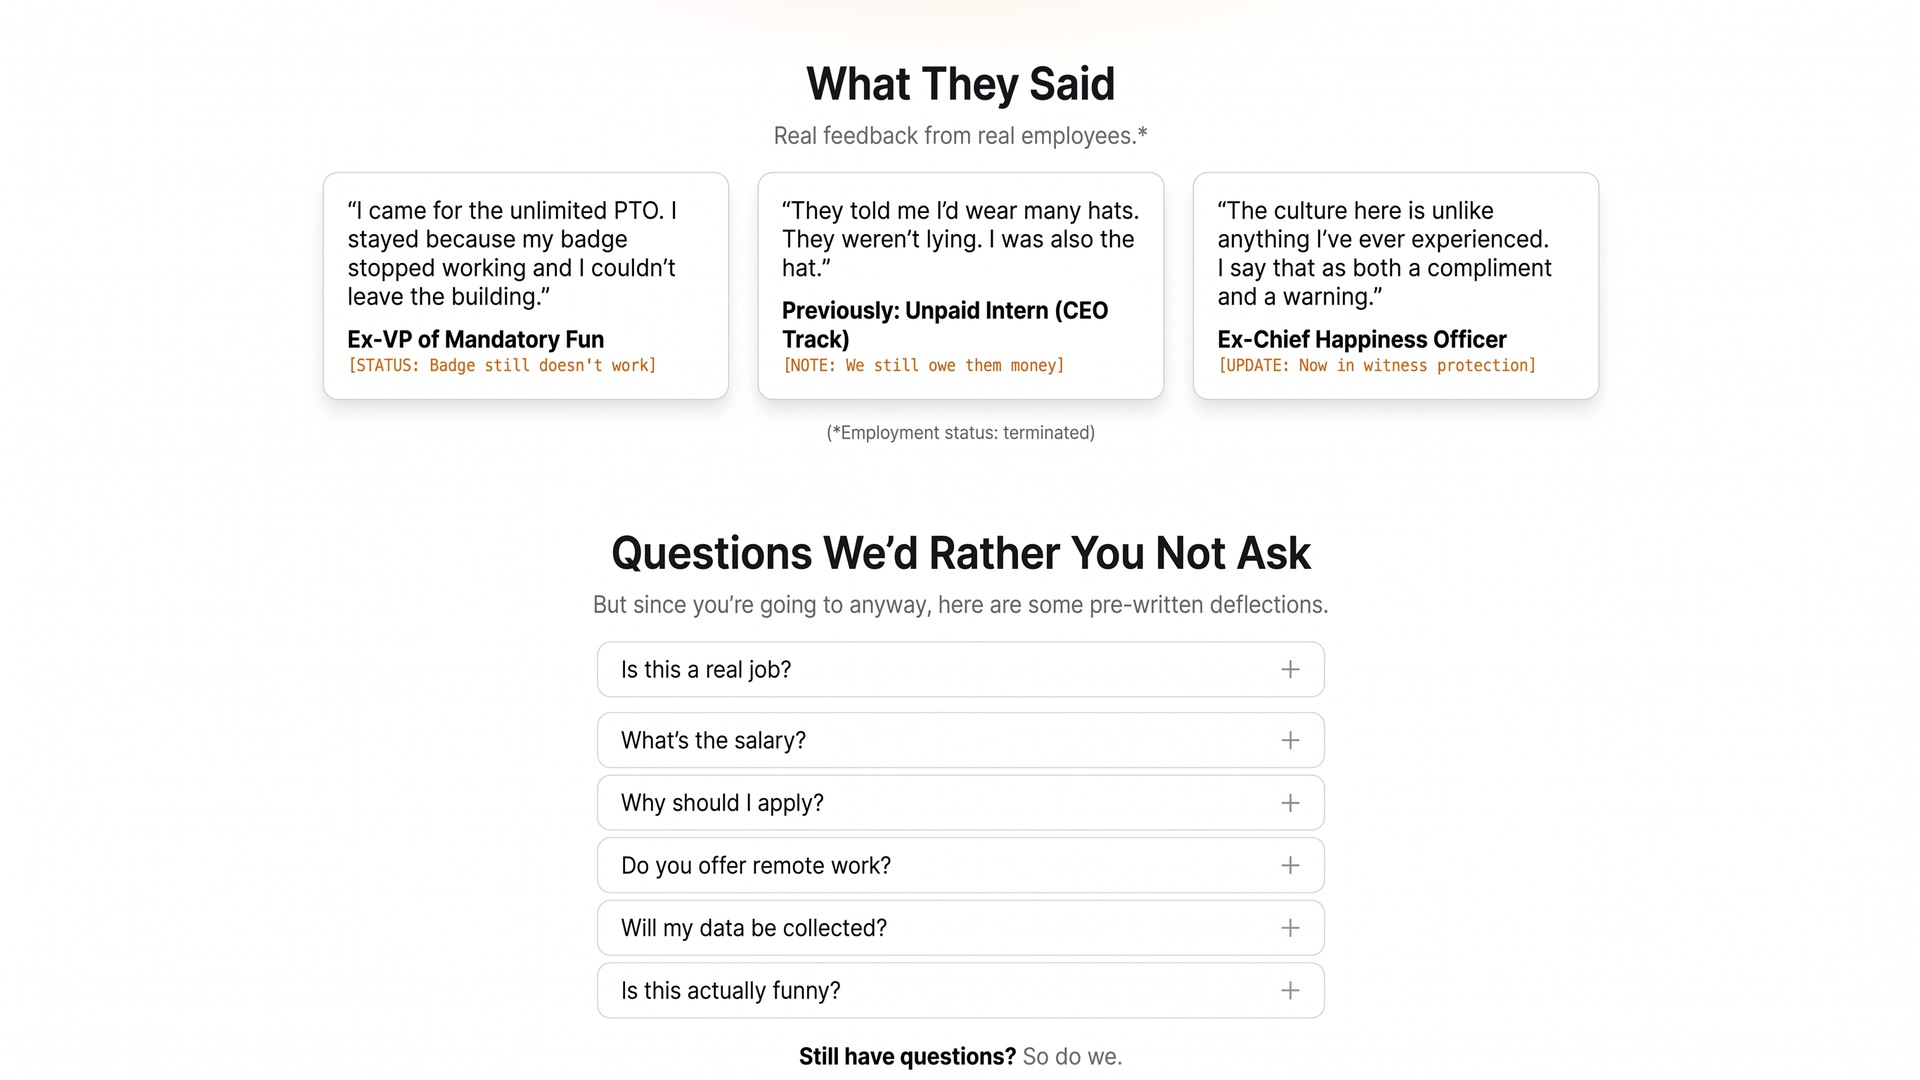 What They Said
Real feedback from real employees.*
“I came for the unlimited PTO. I
stayed because my badge
stopped working and I couldn’t
leave the building.”
Ex-VP of Mandatory Fun
[STATUS: Badge still doesn't work]
“They told me I’d wear many hats.
They weren’t lying. I was also the
hat.”
Previously: Unpaid Intern (CEO
Track)
[NOTE: We still owe them money]
“The culture here is unlike
anything I’ve ever experienced.
I say that as both a compliment
and a warning.”
Ex-Chief Happiness Officer
[UPDATE: Now in witness protection]
(*Employment status: terminated)
Questions We’d Rather You Not Ask
But since you’re going to anyway, here are some pre-written deflections.
Is this a real job?
What’s the salary?
Why should I apply?
Do you offer remote work?
Will my data be collected?
Is this actually funny?
Still have questions? So do we.